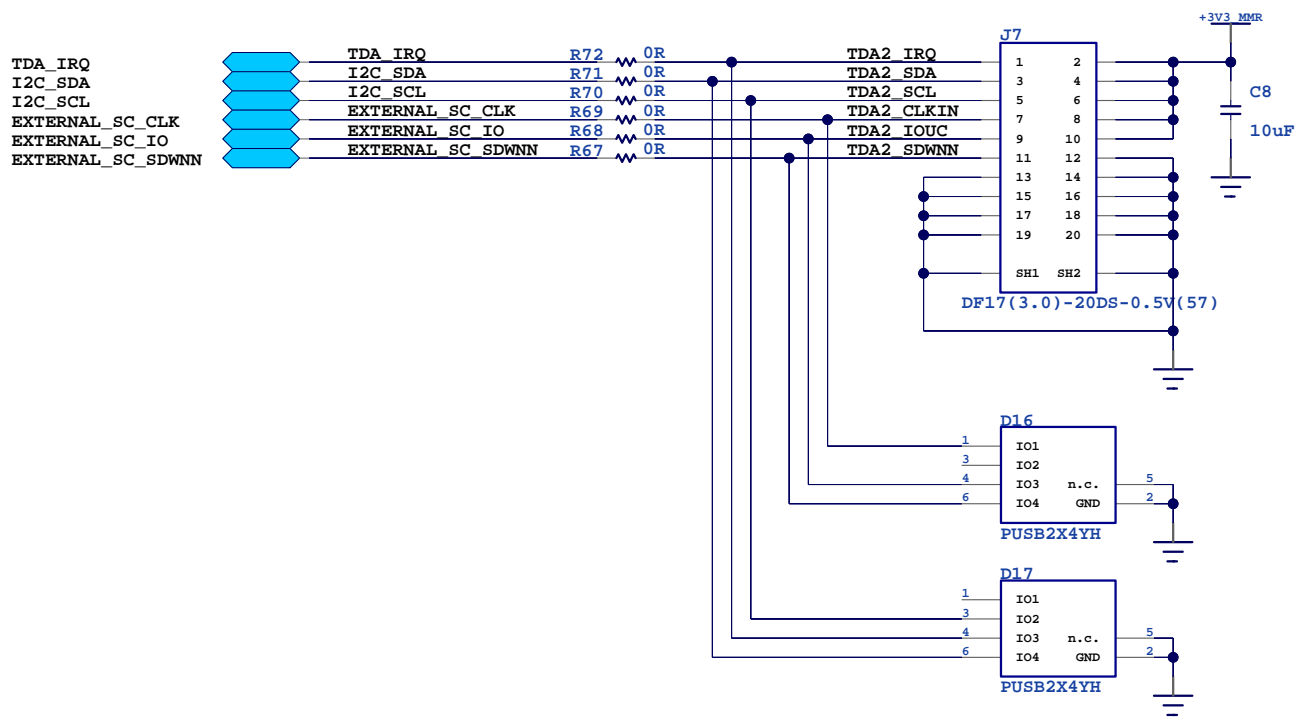 +3V3_MMR
J7
TDA_IRQ TDA_IRQ R72 0R TDA2_IRQ 1 2
I2C_SDA I2C_SDA R71 0R TDA2_SDA 3 4
I2C_SCL I2C_SCL R70 0R TDA2_SCL 5 6 C8
EXTERNAL_SC_CLK EXTERNAL_SC_CLK R69 0R TDA2_CLKIN 7 8
EXTERNAL_SC_IO EXTERNAL_SC_IO R68 0R TDA2_IOUC 9 10 10uF
EXTERNAL_SC_SDWNN EXTERNAL_SC_SDWNN R67 0R TDA2_SDWNN 11 12
13 14
15 16
17 18
19 20
SH1 SH2
DF17(3.0)-20DS-0.5V(57)
D16
1 IO1
3 IO2
4 IO3 n.c. 5
6 IO4 GND 2
PUSB2X4YH
D17
1 IO1
3 IO2
4 IO3 n.c. 5
6 IO4 GND 2
PUSB2X4YH